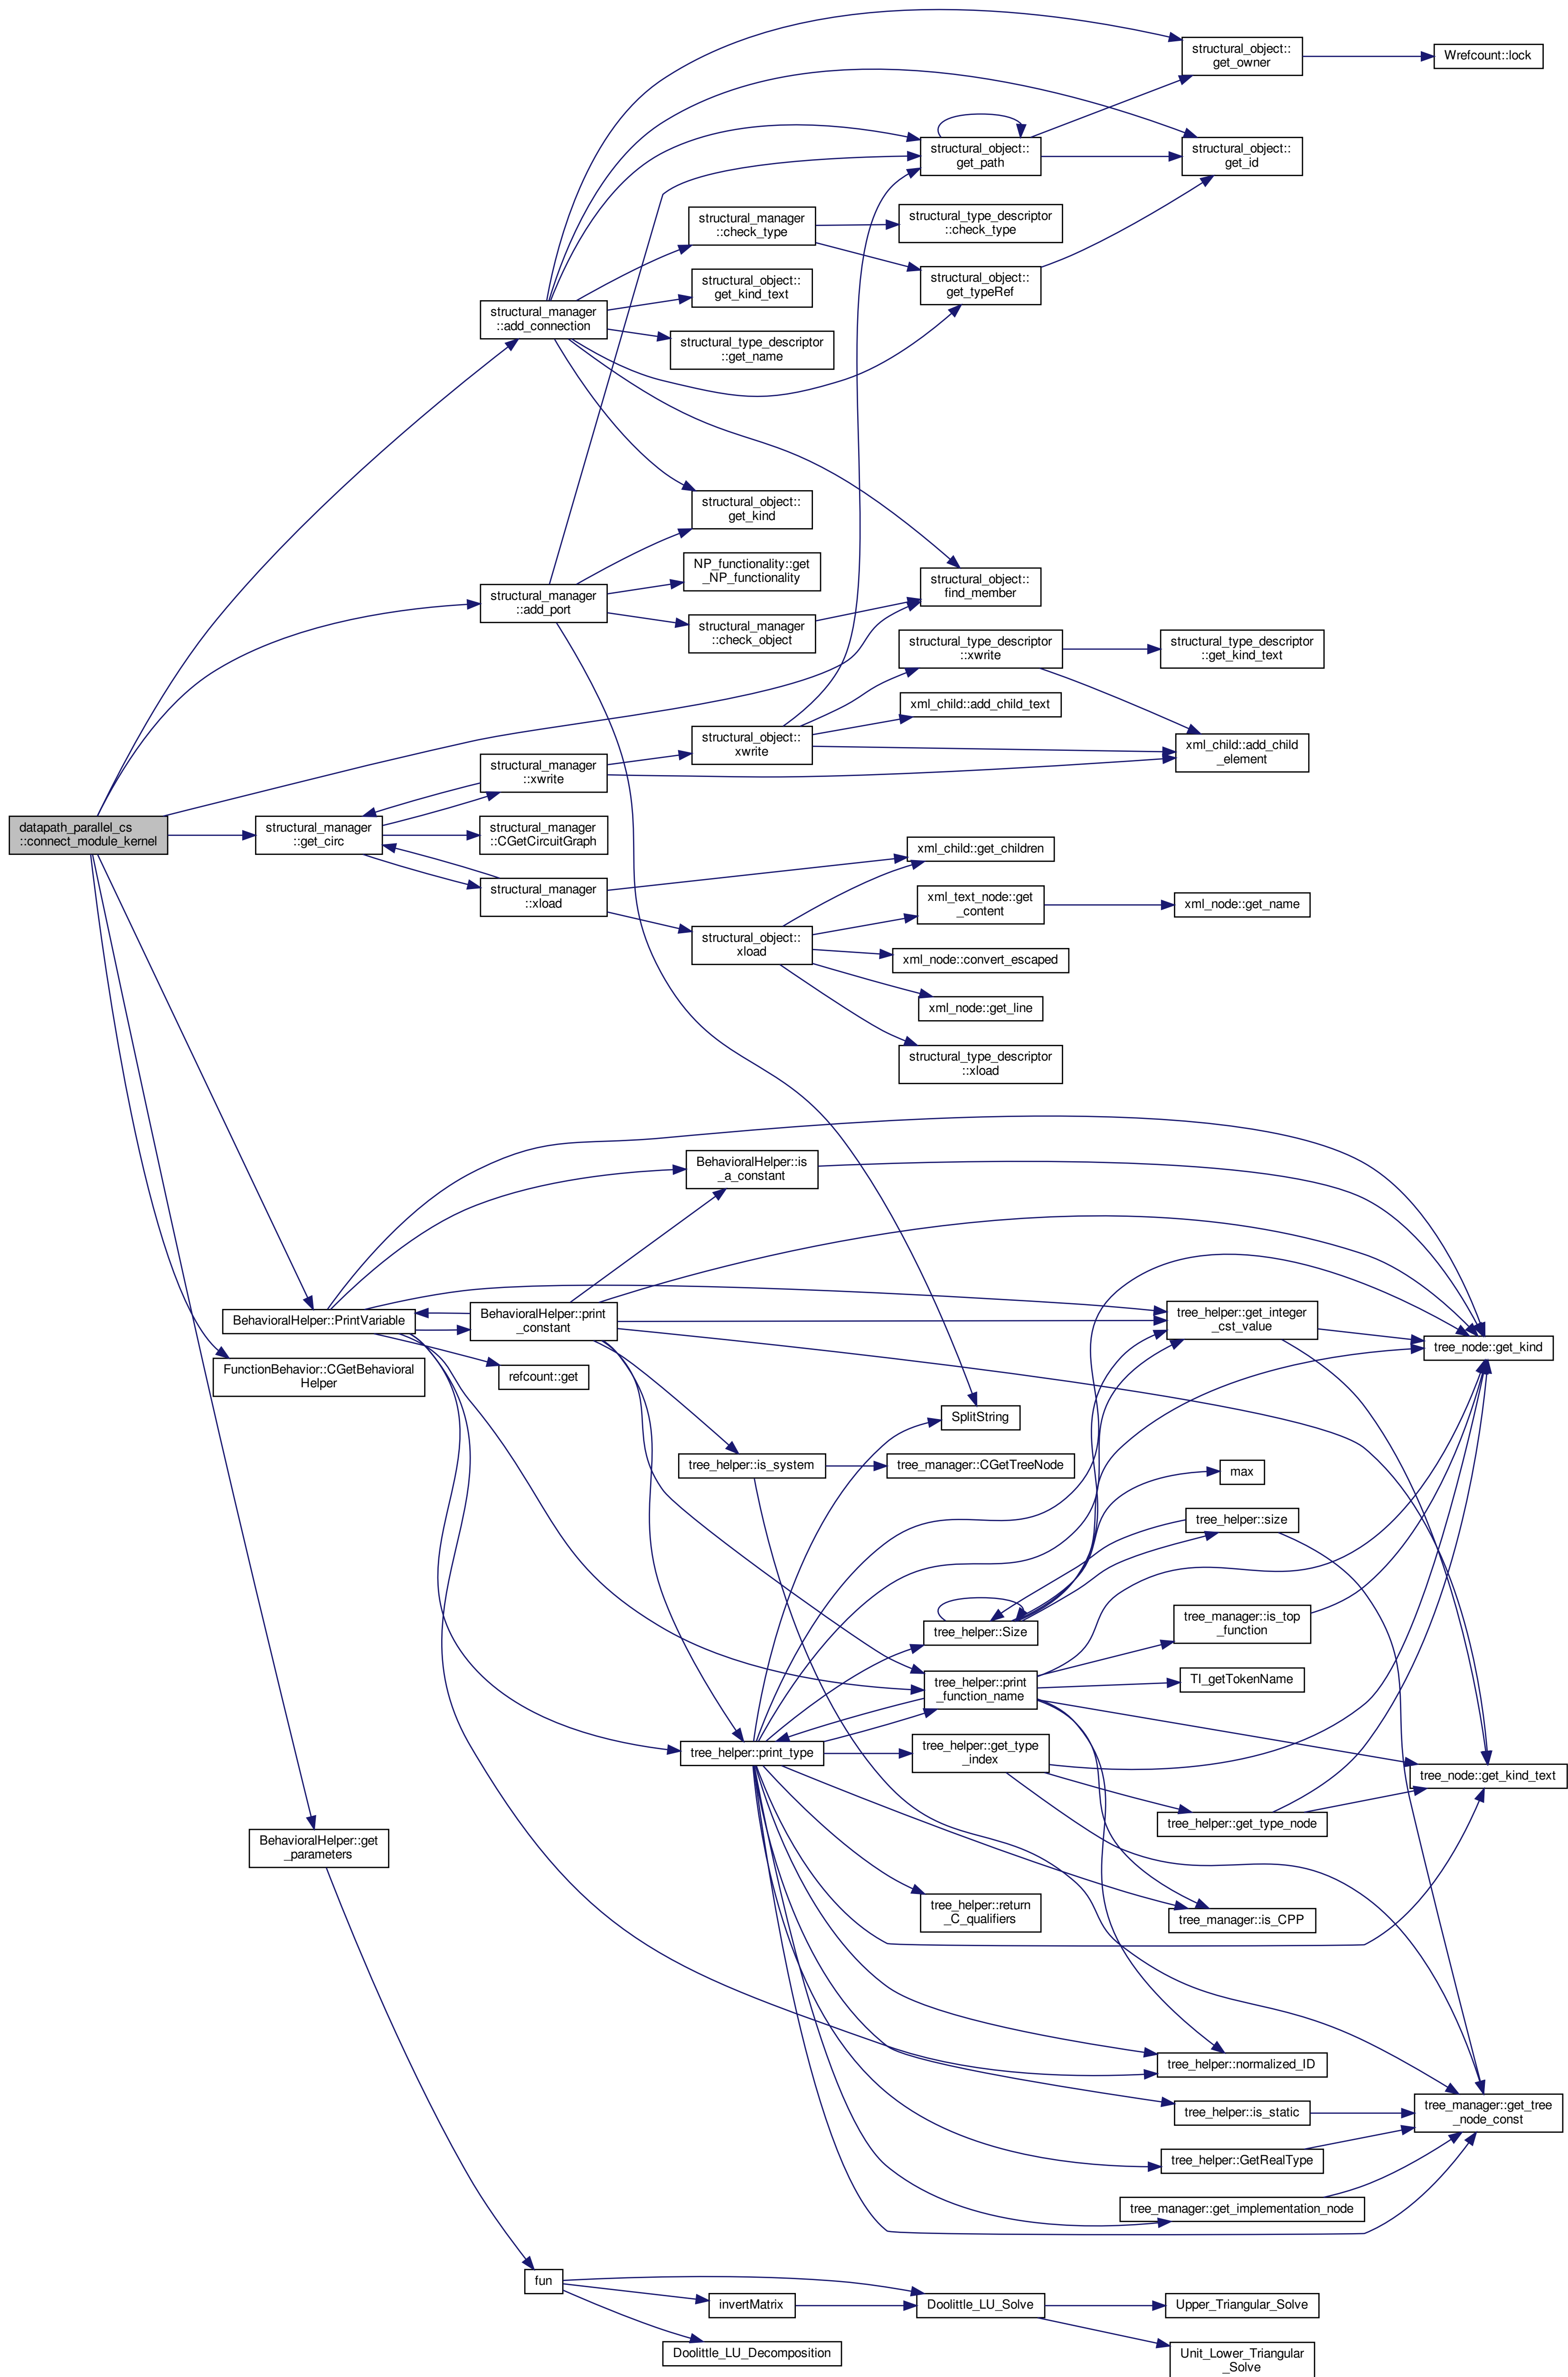 structural_object::
get_owner
Wrefcount::lock
structural_object::
get_path
structural_object::
get_id
structural_manager
::check_type
structural_type_descriptor
::check_type
structural_object::
get_typeRef
structural_object::
get_kind_text
structural_manager
::add_connection
structural_type_descriptor
::get_name
structural_object::
get_kind
NP_functionality::get
_NP_functionality
structural_object::
find_member
structural_manager
::add_port
structural_manager
::check_object
structural_type_descriptor
::xwrite
structural_type_descriptor
::get_kind_text
xml_child::add_child_text
structural_object::
xwrite
xml_child::add_child
_element
structural_manager
::xwrite
datapath_parallel_cs
::connect_module_kernel
structural_manager
::get_circ
structural_manager
::CGetCircuitGraph
xml_child::get_children
structural_manager
::xload
xml_text_node::get
_content
xml_node::get_name
structural_object::
xload
xml_node::convert_escaped
xml_node::get_line
structural_type_descriptor
::xload
BehavioralHelper::is
_a_constant
BehavioralHelper::PrintVariable
BehavioralHelper::print
_constant
tree_helper::get_integer
_cst_value
tree_node::get_kind
FunctionBehavior::CGetBehavioral
Helper
refcount::get
SplitString
tree_helper::is_system
tree_manager::CGetTreeNode
max
tree_helper::size
tree_helper::Size
tree_manager::is_top
_function
tree_helper::print
_function_name
TI_getTokenName
tree_helper::print_type
tree_helper::get_type
_index
tree_node::get_kind_text
tree_helper::get_type_node
BehavioralHelper::get
_parameters
tree_helper::return
_C_qualifiers
tree_manager::is_CPP
tree_helper::normalized_ID
tree_helper::is_static
tree_manager::get_tree
_node_const
tree_helper::GetRealType
tree_manager::get_implementation_node
fun
invertMatrix
Doolittle_LU_Solve
Upper_Triangular_Solve
Doolittle_LU_Decomposition
Unit_Lower_Triangular
_Solve